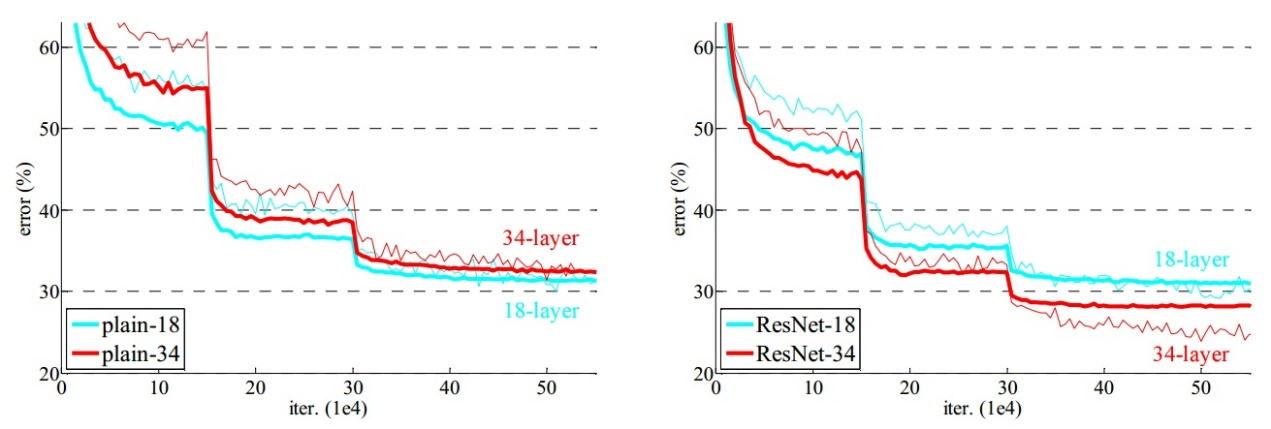 60
50
40
30
20
error (%)
34-layer
18-layer
plain-18
plain-34
0
10
20
30
40
50
iter. (1e4)
60
50
40
30
20
error (%)
18-layer
34-layer
ResNet-18
ResNet-34
0
10
20
30
40
50
iter. (1e4)